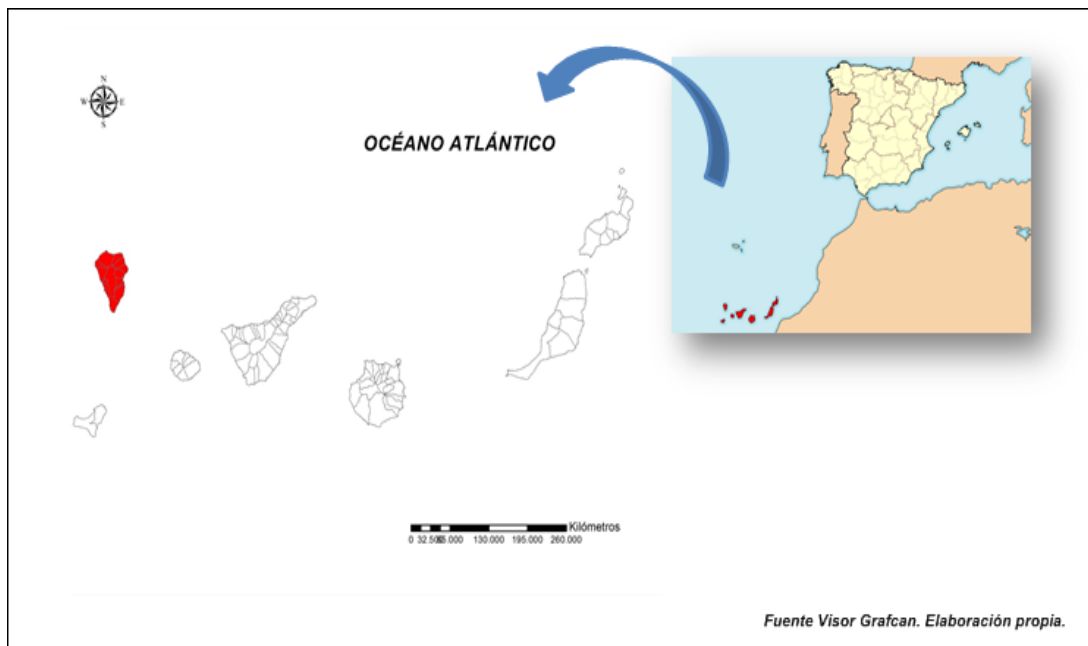 N
W E
S
OCÉANO ATLÁNTICO
Kilómetros
0 32.500 65.000 130.000 195.000 260.000
Fuente Visor Grafcan. Elaboración propia.